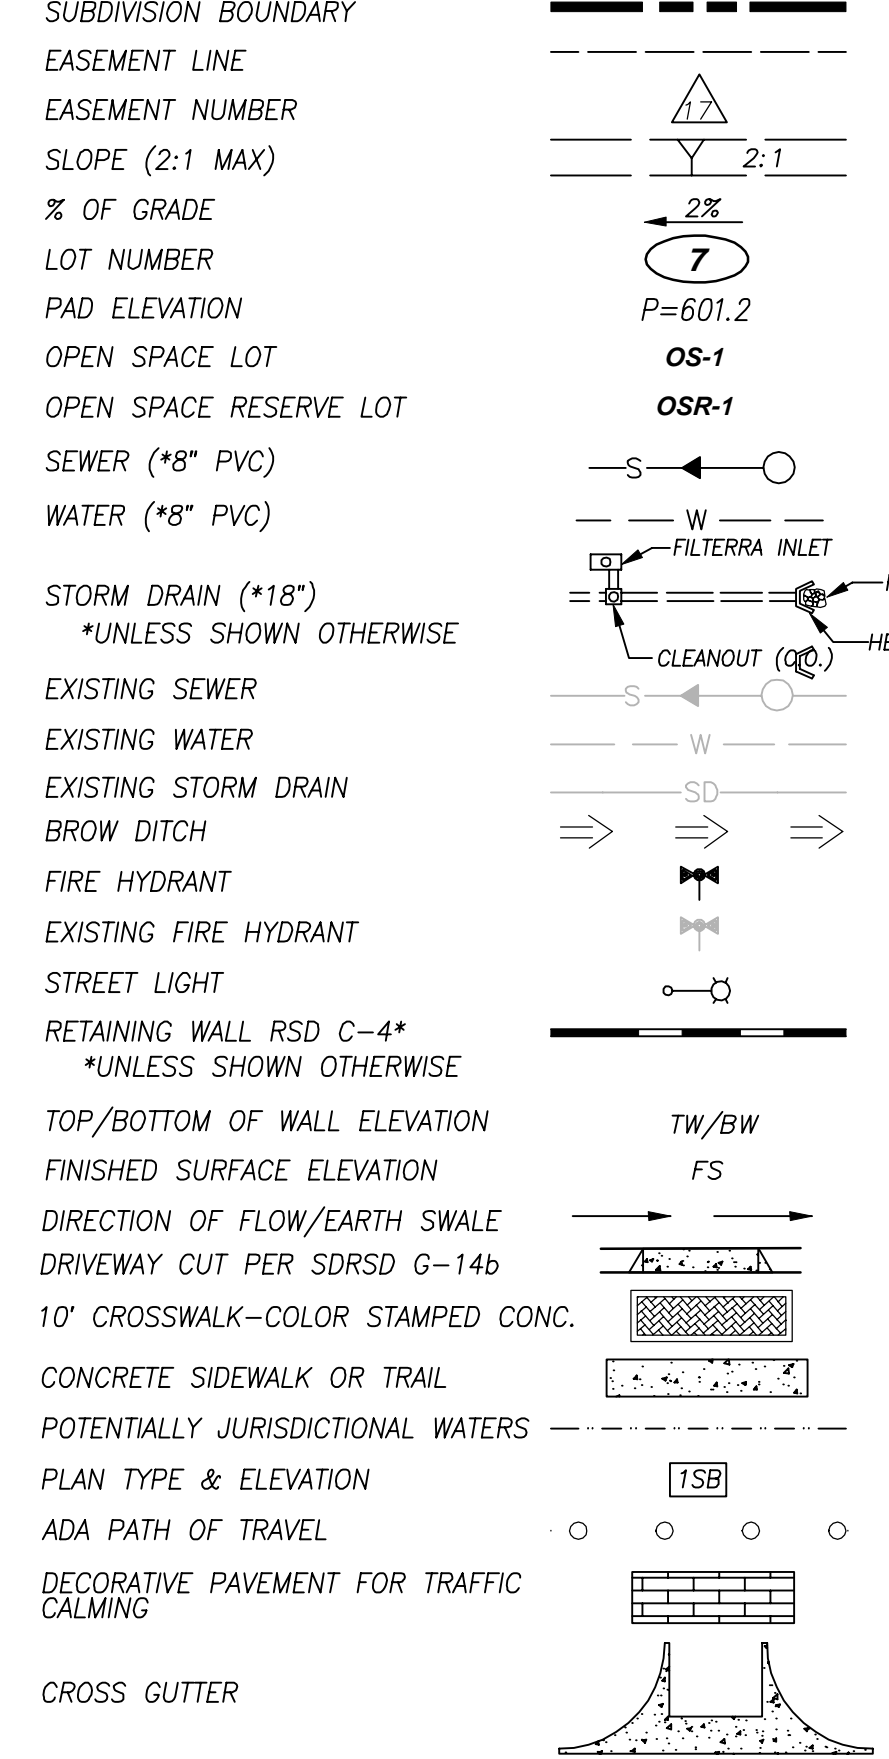 SUBDIVISION BOUNDARY
EASEMENT LINE
EASEMENT NUMBER 17
SLOPE (2:1 MAX) 2:1
% OF GRADE 2%
LOT NUMBER 7
PAD ELEVATION P=601.2
OPEN SPACE LOT OS-1
OPEN SPACE RESERVE LOT OSR-1
SEWER (*8" PVC) S
WATER (*8" PVC) W
FILTERRA INLET
STORM DRAIN (*18")
*UNLESS SHOWN OTHERWISE
HE
CLEANOUT (C.O.)
EXISTING SEWER S
EXISTING WATER W
EXISTING STORM DRAIN SD
BROW DITCH
FIRE HYDRANT
EXISTING FIRE HYDRANT
STREET LIGHT
RETAINING WALL RSD C-4*
*UNLESS SHOWN OTHERWISE
TOP/BOTTOM OF WALL ELEVATION TW/BW
FINISHED SURFACE ELEVATION FS
DIRECTION OF FLOW/EARTH SWALE
DRIVEWAY CUT PER SDRSD G-14b
10' CROSSWALK-COLOR STAMPED CONC.
CONCRETE SIDEWALK OR TRAIL
POTENTIALLY JURISDICTIONAL WATERS
PLAN TYPE & ELEVATION 1SB
ADA PATH OF TRAVEL
DECORATIVE PAVEMENT FOR TRAFFIC
CALMING
CROSS GUTTER